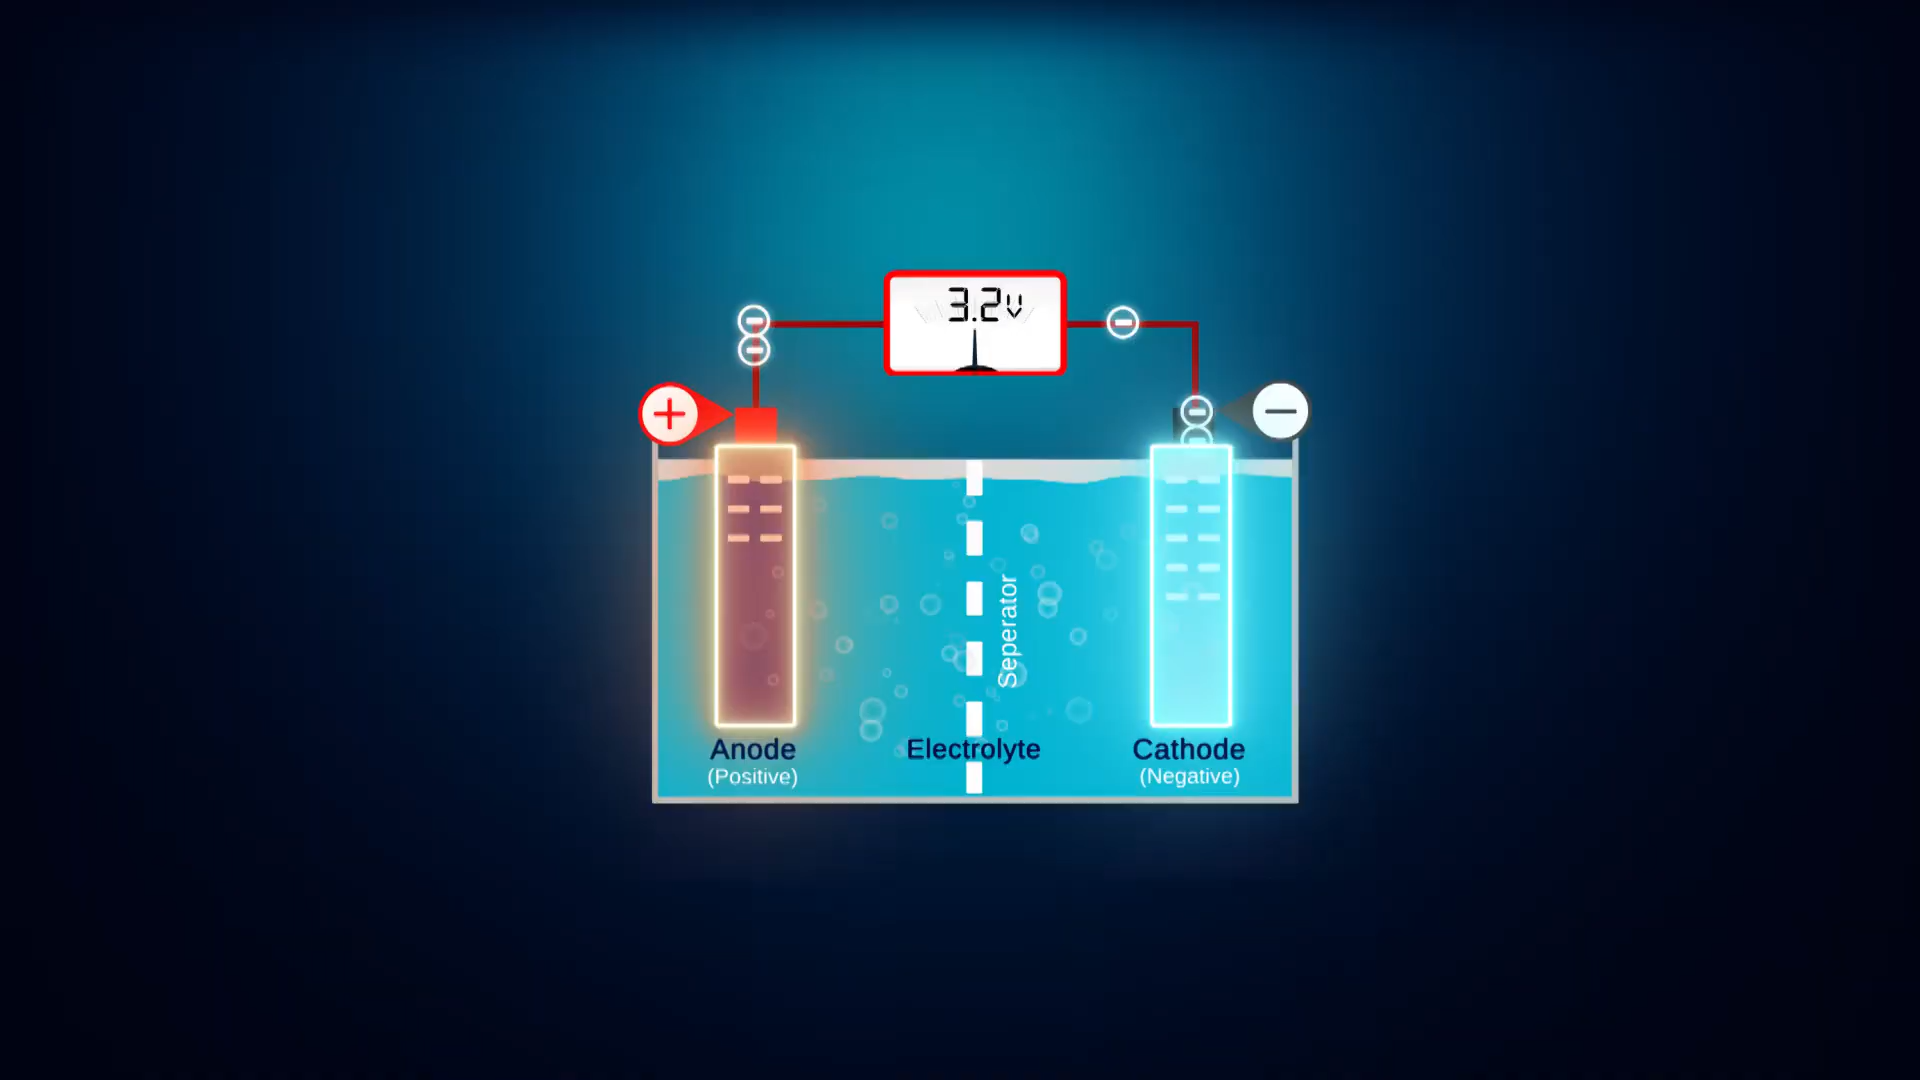 3.2v
Seperator
Anode
(Positive)
Electrolyte
Cathode
(Negative)